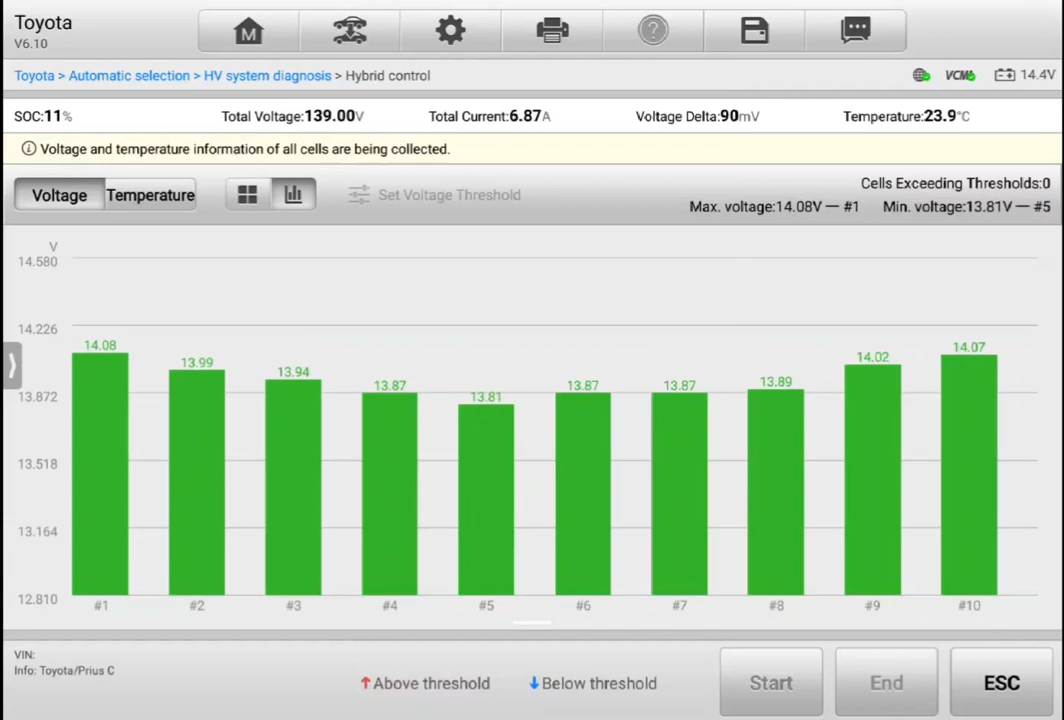 Toyota
V6.10
M
?
Toyota > Automatic selection > HV system diagnosis > Hybrid control
VCMI
14.4V
SOC:11% Total Voltage:139.00V Total Current:6.87A Voltage Delta:90mV Temperature:23.9°C
Voltage and temperature information of all cells are being collected.
Voltage Temperature Set Voltage Threshold
Cells Exceeding Thresholds:0
Max. voltage:14.08V — #1 Min. voltage:13.81V — #5
V
14.580
14.226
13.872
13.518
13.164
12.810
14.08 13.99 13.94 13.87 13.81 13.87 13.87 13.89 14.02 14.07
#1 #2 #3 #4 #5 #6 #7 #8 #9 #10
VIN:
Info: Toyota/Prius C
↑Above threshold ↓Below threshold
Start End ESC